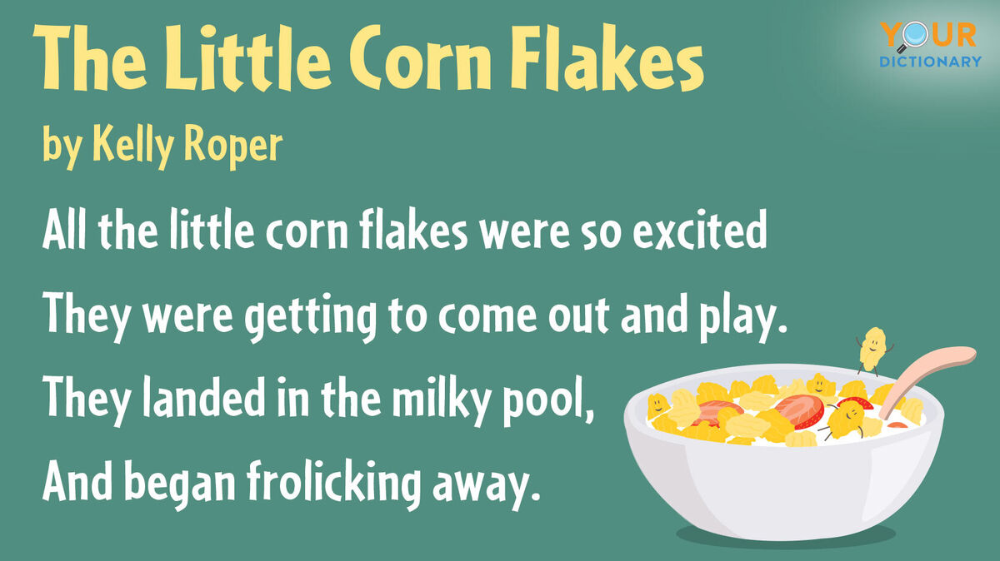 The Little Corn Flakes
YOUR
DICTIONARY
by Kelly Roper
All the little corn flakes were so excited
They were getting to come out and play.
They landed in the milky pool,
And began frolicking away.